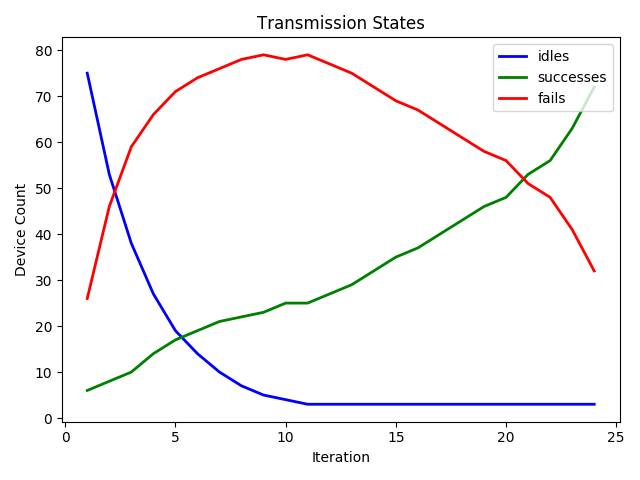 Transmission States
idles
successes
fails
Device Count
80
70
60
50
40
30
20
10
0
0 5 10 15 20 25
Iteration